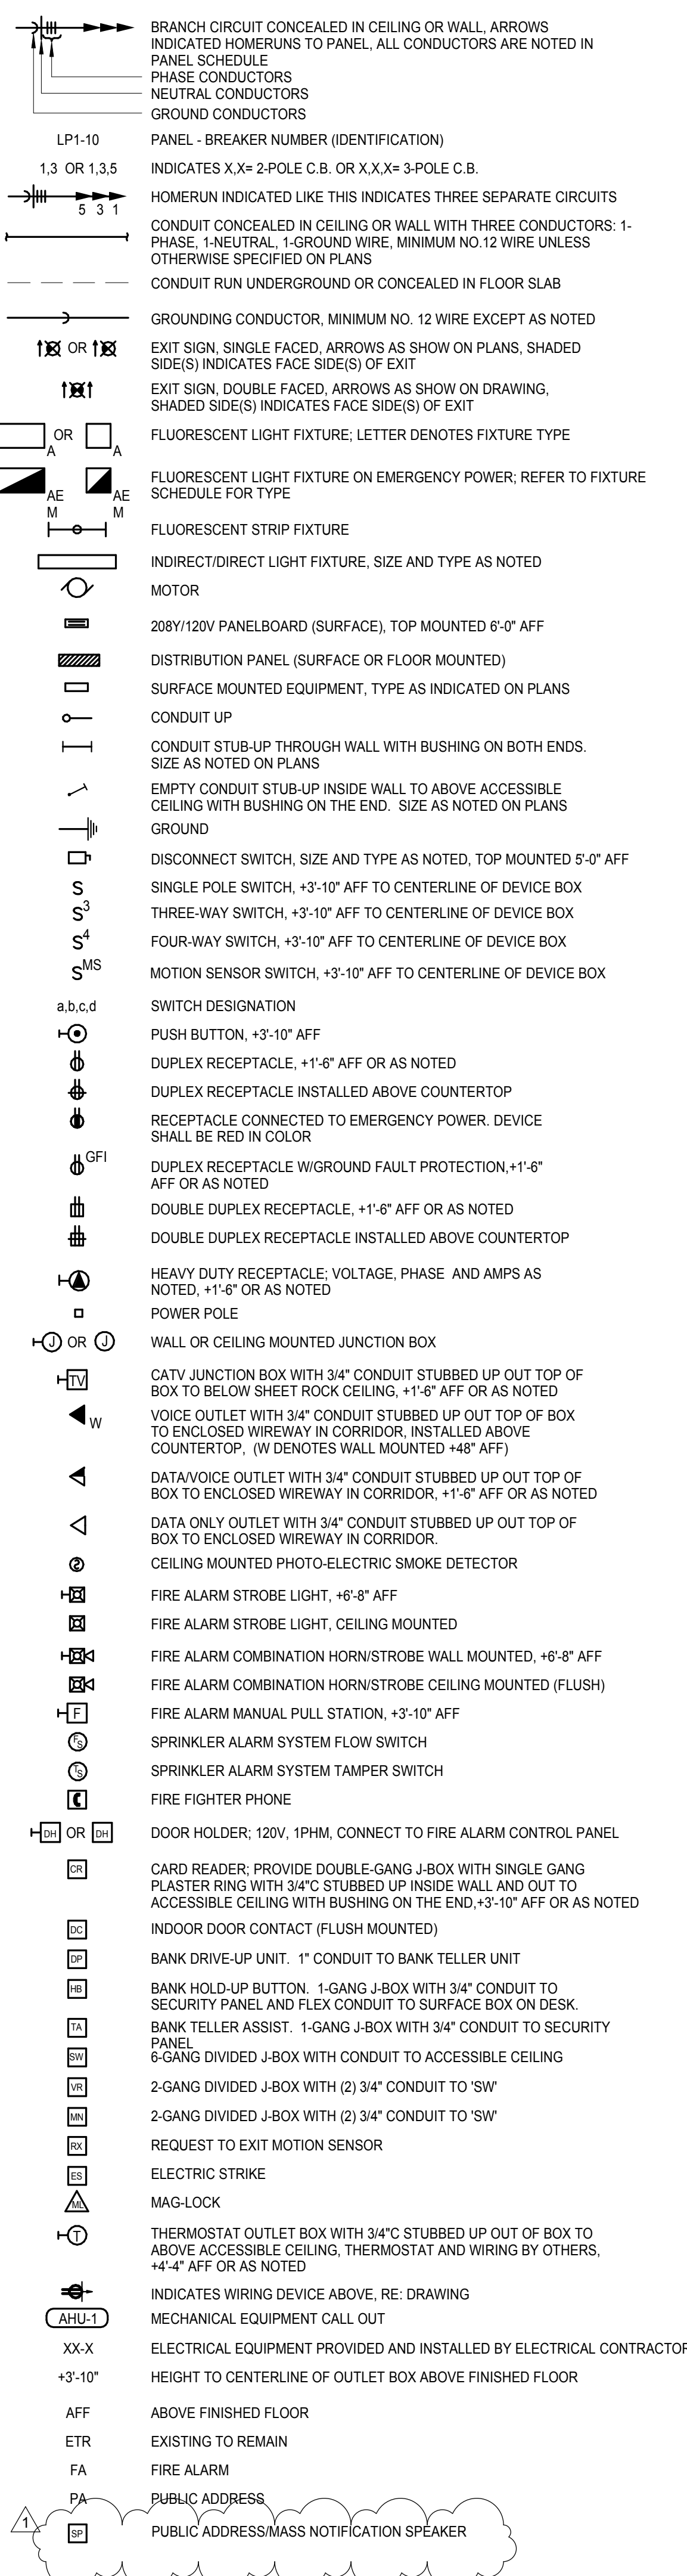 BRANCH CIRCUIT CONCEALED IN CEILING OR WALL, ARROWS
INDICATED HOMERUNS TO PANEL, ALL CONDUCTORS ARE NOTED IN
PANEL SCHEDULE
PHASE CONDUCTORS
NEUTRAL CONDUCTORS
GROUND CONDUCTORS
LP1-10 PANEL - BREAKER NUMBER (IDENTIFICATION)
1,3 OR 1,3,5 INDICATES X,X= 2-POLE C.B. OR X,X,X= 3-POLE C.B.
HOMERUN INDICATED LIKE THIS INDICATES THREE SEPARATE CIRCUITS
5 3 1
CONDUIT CONCEALED IN CEILING OR WALL WITH THREE CONDUCTORS: 1-
PHASE, 1-NEUTRAL, 1-GROUND WIRE, MINIMUM NO.12 WIRE UNLESS
OTHERWISE SPECIFIED ON PLANS
CONDUIT RUN UNDERGROUND OR CONCEALED IN FLOOR SLAB
GROUNDING CONDUCTOR, MINIMUM NO. 12 WIRE EXCEPT AS NOTED
OR EXIT SIGN, SINGLE FACED, ARROWS AS SHOW ON PLANS, SHADED
SIDE(S) INDICATES FACE SIDE(S) OF EXIT
EXIT SIGN, DOUBLE FACED, ARROWS AS SHOW ON DRAWING,
SHADED SIDE(S) INDICATES FACE SIDE(S) OF EXIT
OR FLUORESCENT LIGHT FIXTURE; LETTER DENOTES FIXTURE TYPE
A A
FLUORESCENT LIGHT FIXTURE ON EMERGENCY POWER; REFER TO FIXTURE
AE AE SCHEDULE FOR TYPE
M M
FLUORESCENT STRIP FIXTURE
INDIRECT/DIRECT LIGHT FIXTURE, SIZE AND TYPE AS NOTED
MOTOR
208Y/120V PANELBOARD (SURFACE), TOP MOUNTED 6'-0" AFF
DISTRIBUTION PANEL (SURFACE OR FLOOR MOUNTED)
SURFACE MOUNTED EQUIPMENT, TYPE AS INDICATED ON PLANS
CONDUIT UP
CONDUIT STUB-UP THROUGH WALL WITH BUSHING ON BOTH ENDS.
SIZE AS NOTED ON PLANS
EMPTY CONDUIT STUB-UP INSIDE WALL TO ABOVE ACCESSIBLE
CEILING WITH BUSHING ON THE END. SIZE AS NOTED ON PLANS
GROUND
DISCONNECT SWITCH, SIZE AND TYPE AS NOTED, TOP MOUNTED 5'-0" AFF
S SINGLE POLE SWITCH, +3'-10" AFF TO CENTERLINE OF DEVICE BOX
S3 THREE-WAY SWITCH, +3'-10" AFF TO CENTERLINE OF DEVICE BOX
S4 FOUR-WAY SWITCH, +3'-10" AFF TO CENTERLINE OF DEVICE BOX
SMS MOTION SENSOR SWITCH, +3'-10" AFF TO CENTERLINE OF DEVICE BOX
a,b,c,d SWITCH DESIGNATION
PUSH BUTTON, +3'-10" AFF
DUPLEX RECEPTACLE, +1'-6" AFF OR AS NOTED
DUPLEX RECEPTACLE INSTALLED ABOVE COUNTERTOP
RECEPTACLE CONNECTED TO EMERGENCY POWER. DEVICE
SHALL BE RED IN COLOR
GFI DUPLEX RECEPTACLE W/GROUND FAULT PROTECTION,+1'-6"
AFF OR AS NOTED
DOUBLE DUPLEX RECEPTACLE, +1'-6" AFF OR AS NOTED
DOUBLE DUPLEX RECEPTACLE INSTALLED ABOVE COUNTERTOP
HEAVY DUTY RECEPTACLE; VOLTAGE, PHASE AND AMPS AS
NOTED, +1'-6" OR AS NOTED
POWER POLE
J OR J WALL OR CEILING MOUNTED JUNCTION BOX
TV CATV JUNCTION BOX WITH 3/4" CONDUIT STUBBED UP OUT TOP OF
BOX TO BELOW SHEET ROCK CEILING, +1'-6" AFF OR AS NOTED
W VOICE OUTLET WITH 3/4" CONDUIT STUBBED UP OUT TOP OF BOX
TO ENCLOSED WIREWAY IN CORRIDOR, INSTALLED ABOVE
COUNTERTOP, (W DENOTES WALL MOUNTED +48" AFF)
DATA/VOICE OUTLET WITH 3/4" CONDUIT STUBBED UP OUT TOP OF
BOX TO ENCLOSED WIREWAY IN CORRIDOR, +1'-6" AFF OR AS NOTED
DATA ONLY OUTLET WITH 3/4" CONDUIT STUBBED UP OUT TOP OF
BOX TO ENCLOSED WIREWAY IN CORRIDOR.
CEILING MOUNTED PHOTO-ELECTRIC SMOKE DETECTOR
FIRE ALARM STROBE LIGHT, +6'-8" AFF
FIRE ALARM STROBE LIGHT, CEILING MOUNTED
FIRE ALARM COMBINATION HORN/STROBE WALL MOUNTED, +6'-8" AFF
FIRE ALARM COMBINATION HORN/STROBE CEILING MOUNTED (FLUSH)
F FIRE ALARM MANUAL PULL STATION, +3'-10" AFF
FS SPRINKLER ALARM SYSTEM FLOW SWITCH
TS SPRINKLER ALARM SYSTEM TAMPER SWITCH
FIRE FIGHTER PHONE
DH OR DH DOOR HOLDER; 120V, 1PHM, CONNECT TO FIRE ALARM CONTROL PANEL
CR CARD READER; PROVIDE DOUBLE-GANG J-BOX WITH SINGLE GANG
PLASTER RING WITH 3/4"C STUBBED UP INSIDE WALL AND OUT TO
ACCESSIBLE CEILING WITH BUSHING ON THE END,+3'-10" AFF OR AS NOTED
DC INDOOR DOOR CONTACT (FLUSH MOUNTED)
DP BANK DRIVE-UP UNIT. 1" CONDUIT TO BANK TELLER UNIT
HB BANK HOLD-UP BUTTON. 1-GANG J-BOX WITH 3/4" CONDUIT TO
SECURITY PANEL AND FLEX CONDUIT TO SURFACE BOX ON DESK.
TA BANK TELLER ASSIST. 1-GANG J-BOX WITH 3/4" CONDUIT TO SECURITY
PANEL
SW 6-GANG DIVIDED J-BOX WITH CONDUIT TO ACCESSIBLE CEILING
VR 2-GANG DIVIDED J-BOX WITH (2) 3/4" CONDUIT TO 'SW'
MN 2-GANG DIVIDED J-BOX WITH (2) 3/4" CONDUIT TO 'SW'
RX REQUEST TO EXIT MOTION SENSOR
ES ELECTRIC STRIKE
ML MAG-LOCK
T THERMOSTAT OUTLET BOX WITH 3/4"C STUBBED UP OUT OF BOX TO
ABOVE ACCESSIBLE CEILING, THERMOSTAT AND WIRING BY OTHERS,
+4'-4" AFF OR AS NOTED
INDICATES WIRING DEVICE ABOVE, RE: DRAWING
AHU-1 MECHANICAL EQUIPMENT CALL OUT
XX-X ELECTRICAL EQUIPMENT PROVIDED AND INSTALLED BY ELECTRICAL CONTRACTOR
+3'-10" HEIGHT TO CENTERLINE OF OUTLET BOX ABOVE FINISHED FLOOR
AFF ABOVE FINISHED FLOOR
ETR EXISTING TO REMAIN
FA FIRE ALARM
PA PUBLIC ADDRESS
1 SP PUBLIC ADDRESS/MASS NOTIFICATION SPEAKER